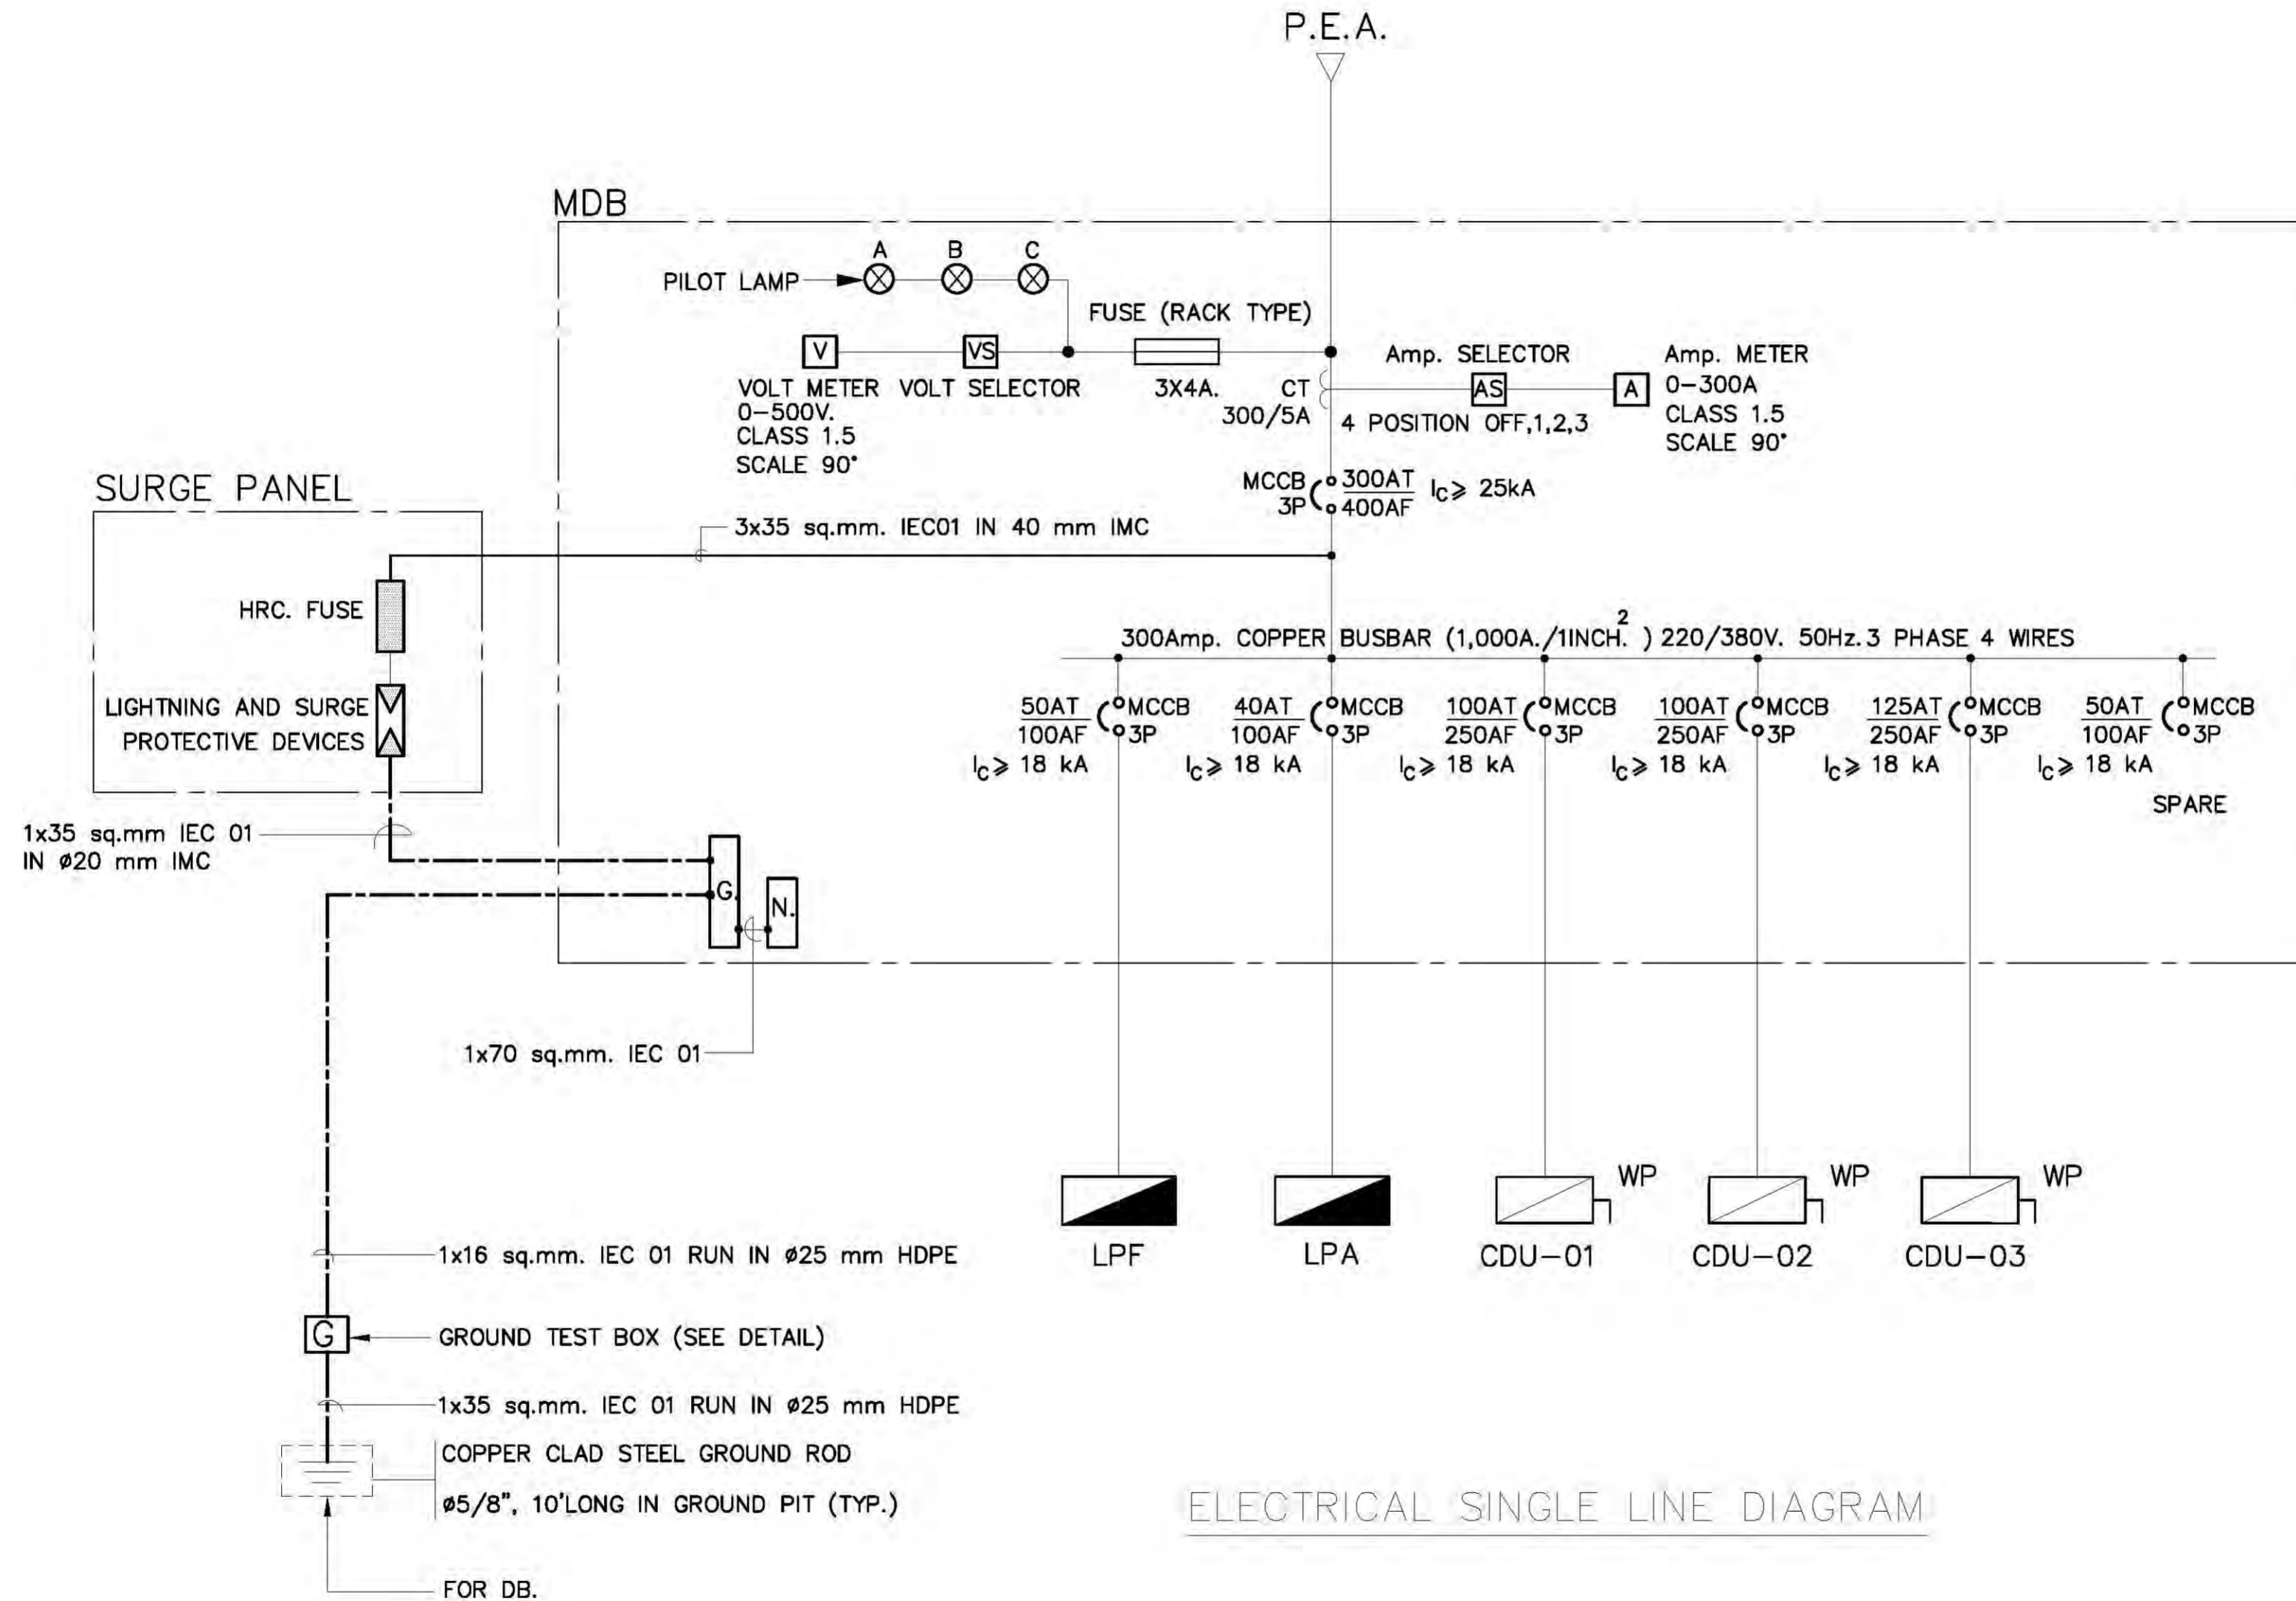 P.E.A.
MDB
A B C
PILOT LAMP
FUSE (RACK TYPE)
V
VS
VOLT METER
0-500V.
CLASS 1.5
SCALE 90°
VOLT SELECTOR
3X4A.
CT
300/5A
Amp. SELECTOR
AS
4 POSITION OFF,1,2,3
A
Amp. METER
0-300A
CLASS 1.5
SCALE 90°
MCCB
3P
300AT
400AF
IC⩾ 25kA
SURGE PANEL
3x35 sq.mm. IEC01 IN 40 mm IMC
HRC. FUSE
LIGHTNING AND SURGE
PROTECTIVE DEVICES
300Amp. COPPER BUSBAR (1,000A./1INCH.² ) 220/380V. 50Hz.3 PHASE 4 WIRES
50AT
100AF
MCCB
3P
IC⩾ 18 kA
40AT
100AF
MCCB
3P
IC⩾ 18 kA
100AT
250AF
MCCB
3P
IC⩾ 18 kA
100AT
250AF
MCCB
3P
IC⩾ 18 kA
125AT
250AF
MCCB
3P
IC⩾ 18 kA
50AT
100AF
MCCB
3P
IC⩾ 18 kA
SPARE
1x35 sq.mm IEC 01
IN ø20 mm IMC
G.
N.
1x70 sq.mm. IEC 01
WP
WP
WP
LPF
LPA
CDU-01
CDU-02
CDU-03
1x16 sq.mm. IEC 01 RUN IN ø25 mm HDPE
G
GROUND TEST BOX (SEE DETAIL)
1x35 sq.mm. IEC 01 RUN IN ø25 mm HDPE
COPPER CLAD STEEL GROUND ROD
ø5/8", 10'LONG IN GROUND PIT (TYP.)
FOR DB.
ELECTRICAL SINGLE LINE DIAGRAM